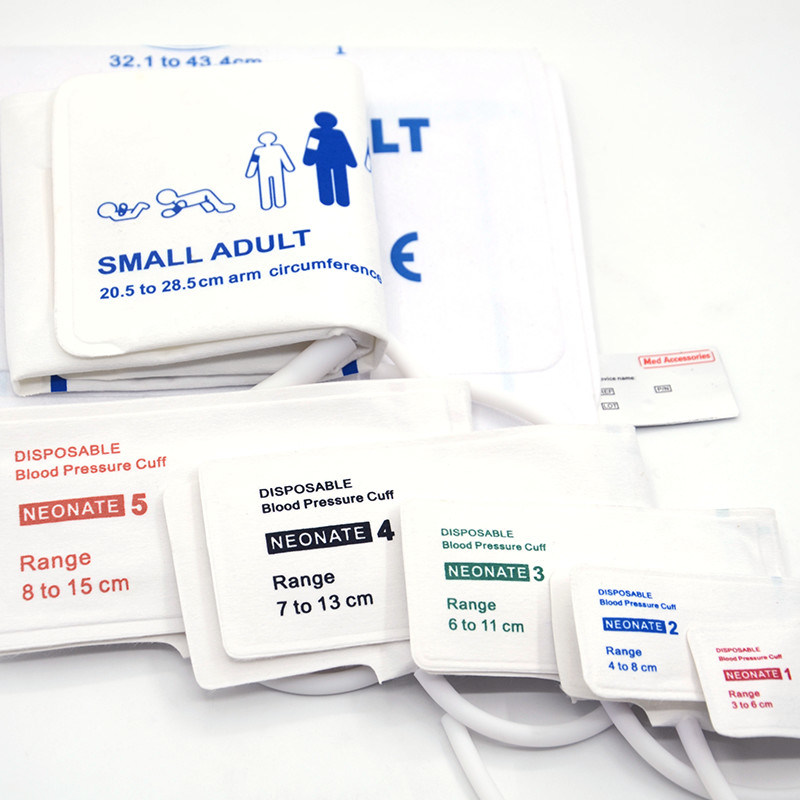 32.1 to 43.4cm
LT
CE
SMALL ADULT
20.5 to 28.5cm arm circumference
Med Accessories
P/N
LOT
DISPOSABLE
Blood Pressure Cuff
NEONATE 5
Range
8 to 15 cm
DISPOSABLE
Blood Pressure Cuff
NEONATE 4
Range
7 to 13 cm
DISPOSABLE
Blood Pressure Cuff
NEONATE 3
Range
6 to 11 cm
DISPOSABLE
Blood Pressure Cuff
NEONATE 2
Range
4 to 8 cm
DISPOSABLE
Blood Pressure Cuff
NEONATE 1
Range
3 to 6 cm